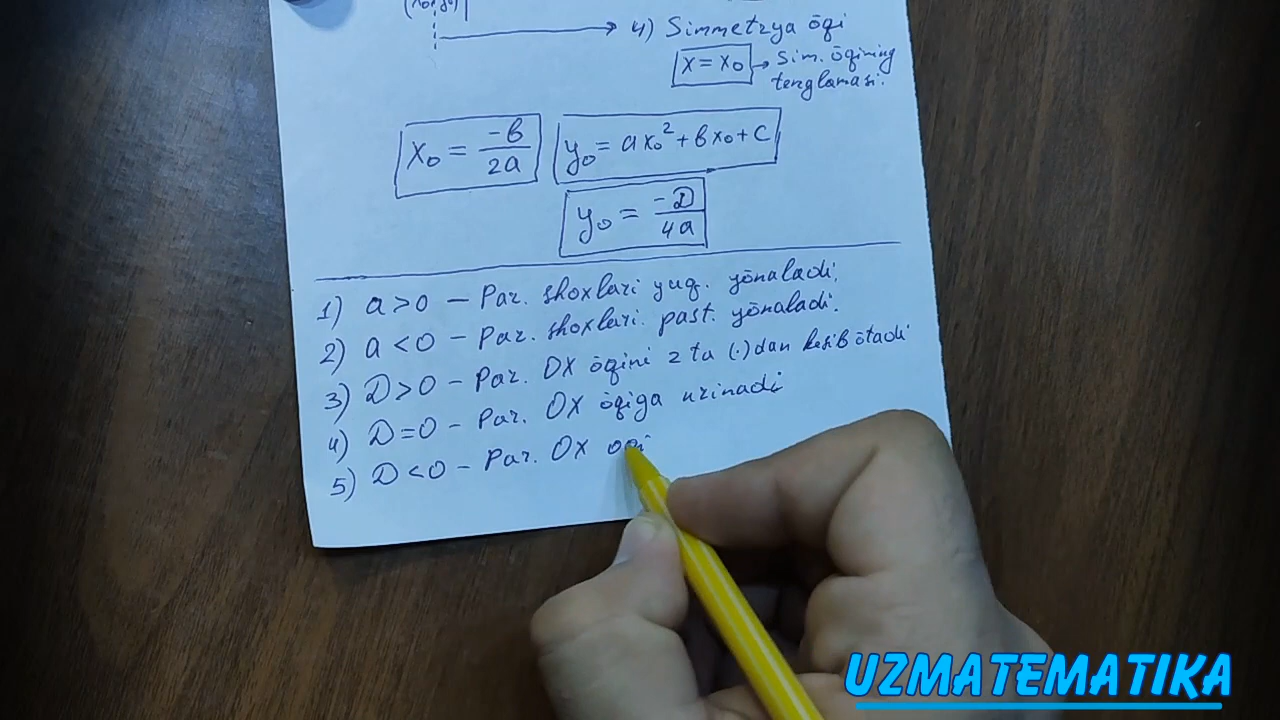 4) Simmetrya ōqi
x = x₀ → Sim. ōqining
tenglamasi.
x₀ = -b/2a
y₀ = ax₀² + bx₀ + c
y₀ = -D/4a
1) a>0 – Par. shoxlari yuq. yōnaladi.
2) a<0 – Par. shoxlari. past. yōnaladi.
3) D>0 – Par. OX ōqini 2 ta (·) dan kesib ōtadi
4) D=0 – Par. OX ōqiga urinadi
5) D<0 – Par. OX oqi
UZMATEMATIKA